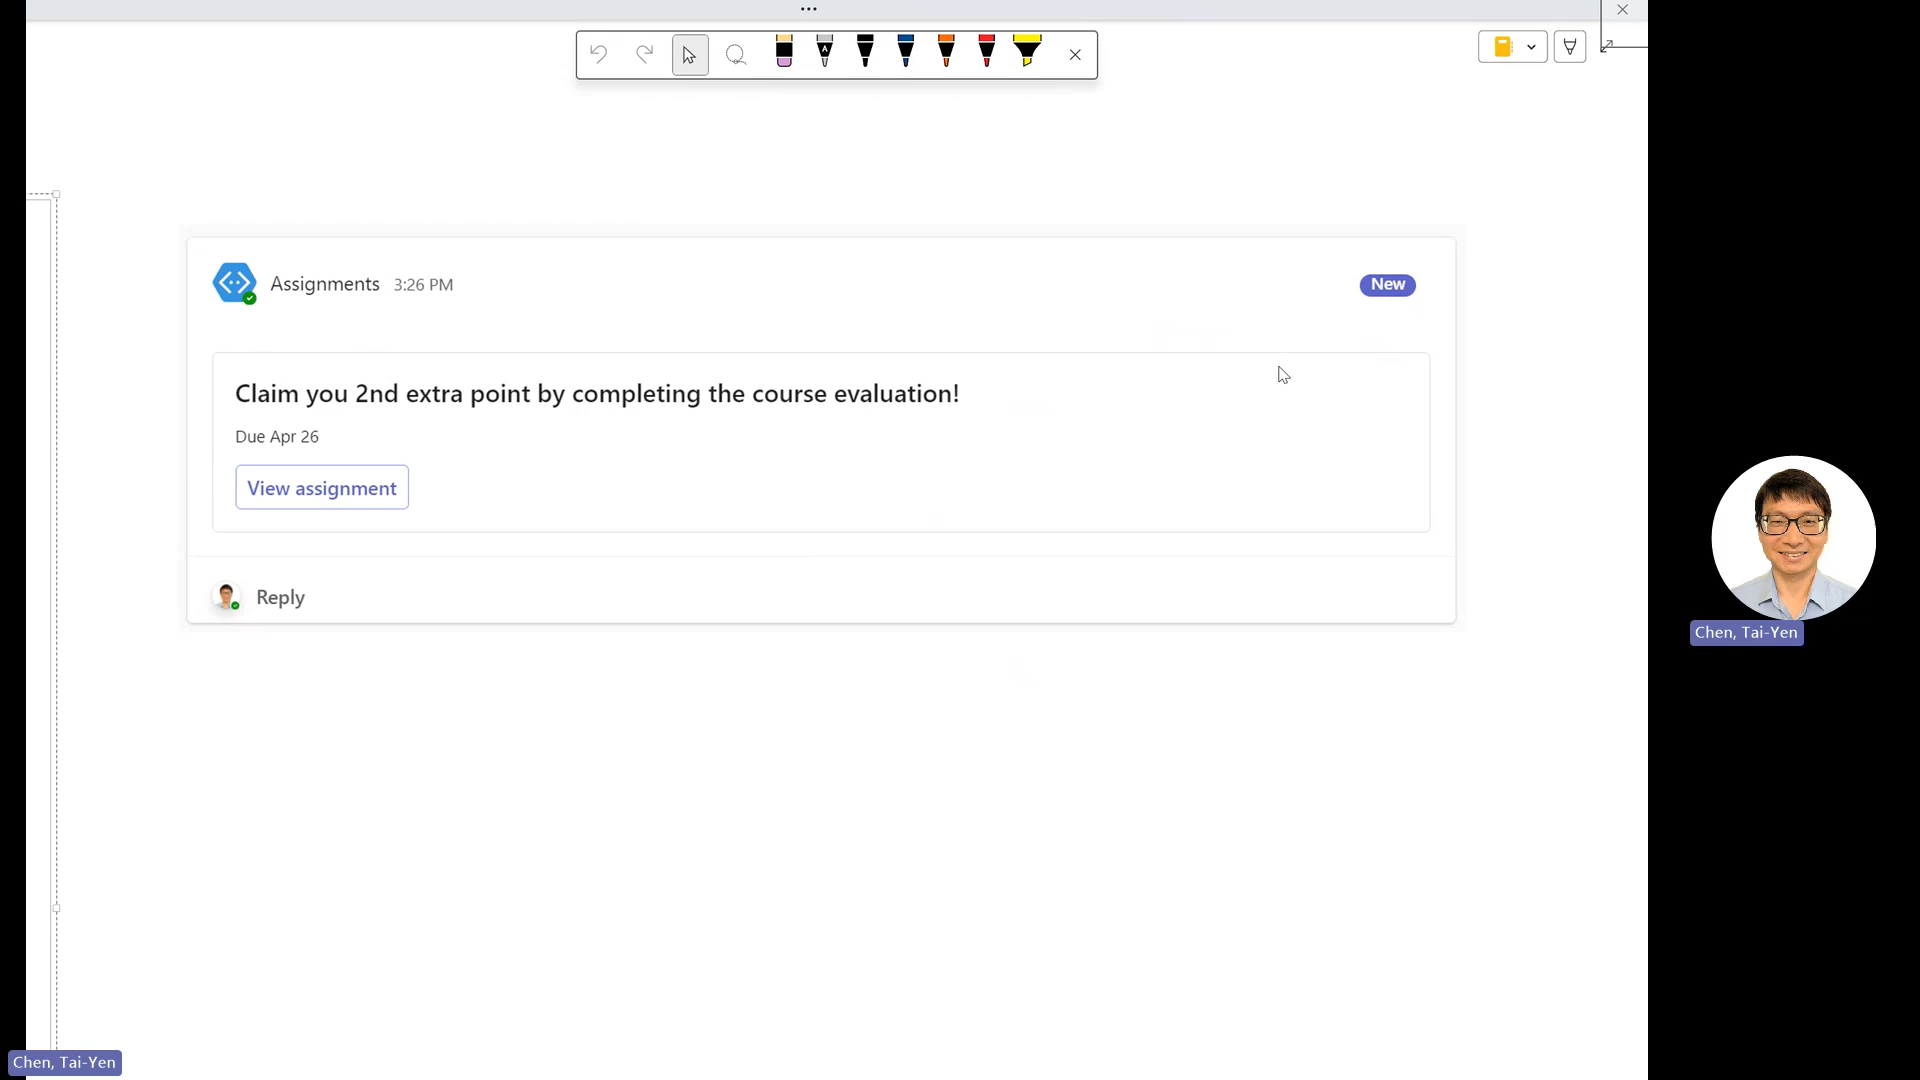 Assignments 3:26 PM
New
Claim you 2nd extra point by completing the course evaluation!
Due Apr 26
View assignment
Reply
Chen, Tai-Yen
Chen, Tai-Yen